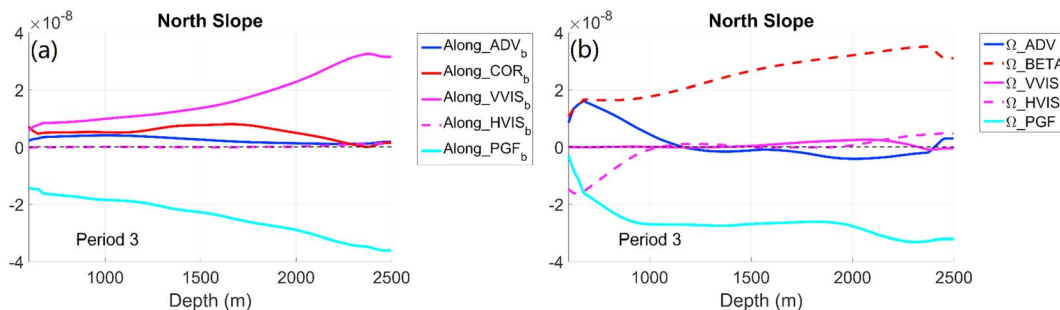 North Slope
×10⁻⁸
(a)
4
2
0
-2
-4
1000 1500 2000 2500
Depth (m)
Period 3
Along_ADV_b
Along_COR_b
Along_VVIS_b
Along_HVIS_b
Along_PGF_b
North Slope
×10⁻⁸
(b)
4
2
0
-2
-4
1000 1500 2000 2500
Depth (m)
Period 3
Ω_ADV
Ω_BETA
Ω_VVIS
Ω_HVIS
Ω_PGF